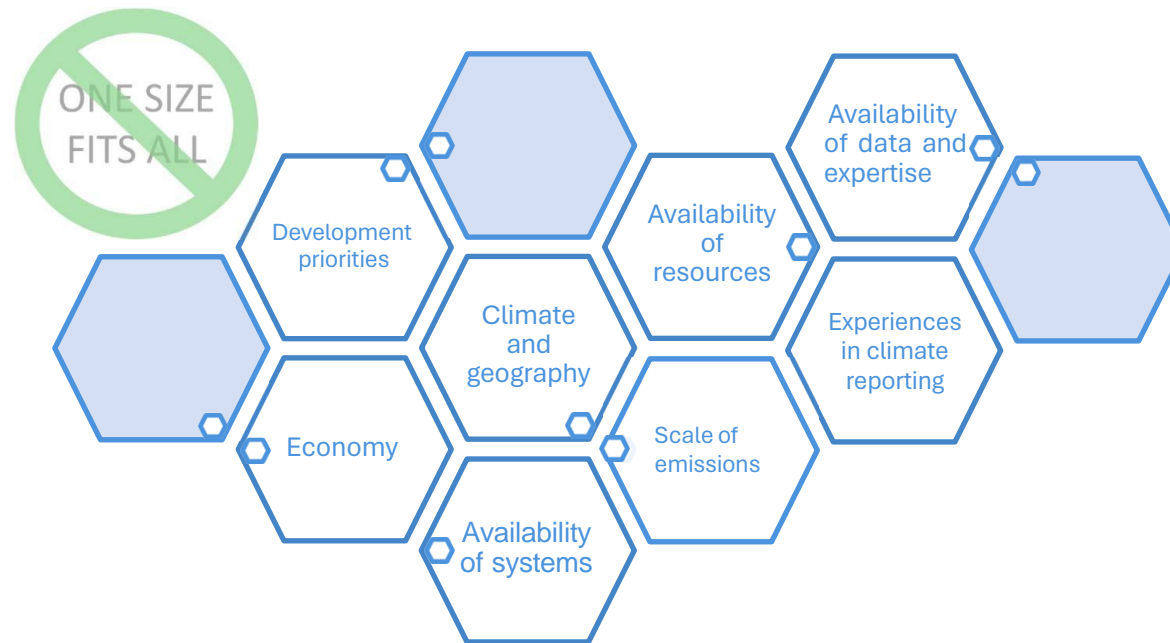 ONE SIZE
FITS ALL
Availability
of data and
expertise
Development
priorities
Availability
of
resources
Climate
and
geography
Experiences
in climate
reporting
Economy
Scale of
emissions
Availability
of systems